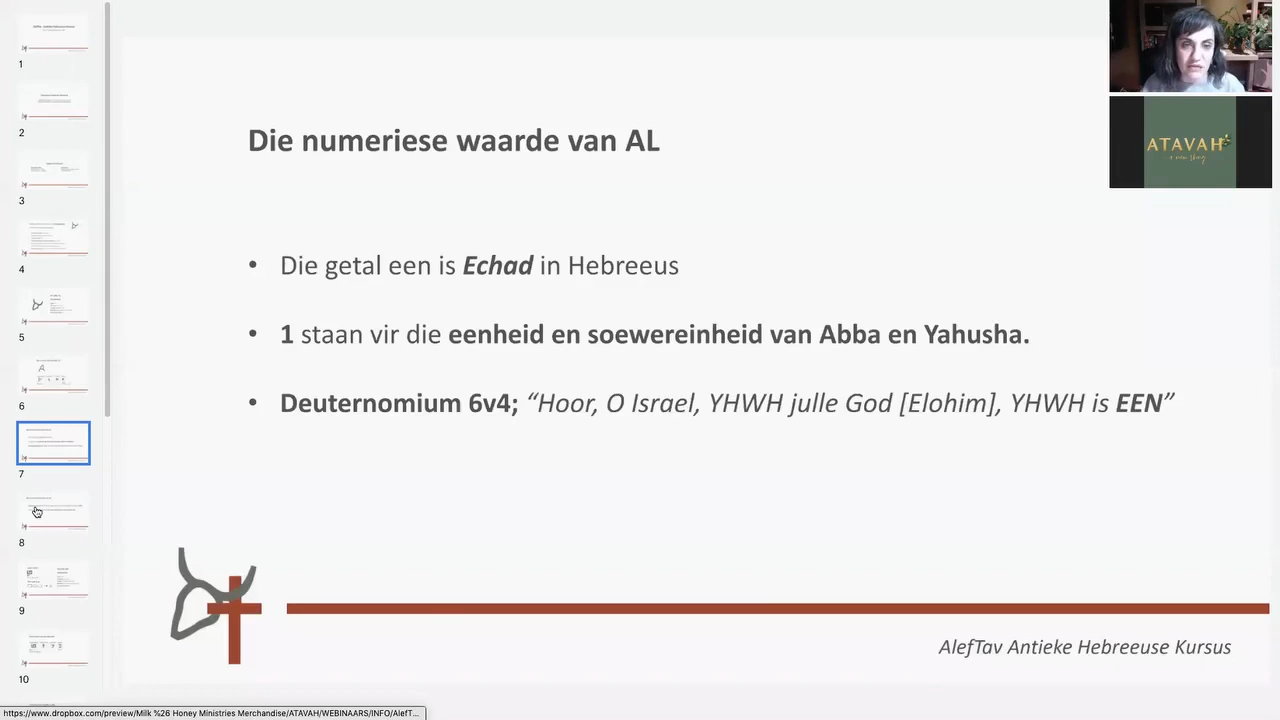 Die numeriese waarde van AL
• Die getal een is Echad in Hebreeus
• 1 staan vir die eenheid en soewereinheid van Abba en Yahusha.
• Deuternomium 6v4; “Hoor, O Israel, YHWH julle God [Elohim], YHWH is EEN”
AlefTav Antieke Hebreeuse Kursus
ATAVAH
a new thing
1
2
3
4
5
6
7
8
9
10
https://www.dropbox.com/preview/Milk %26 Honey Ministries Merchandise/ATAVAH/WEBINAARS/INFO/AlefT...